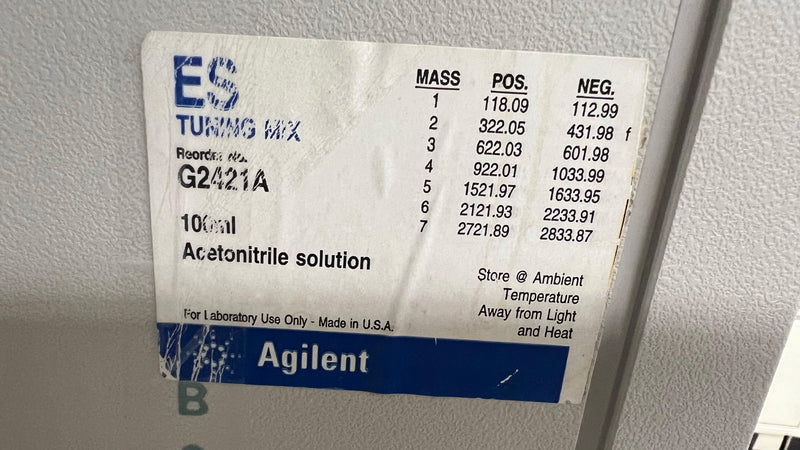 ES
TUNING MIX
Reorder No.
G2421A
100ml
Acetonitrile solution
MASS POS. NEG.
1 118.09 112.99
2 322.05 431.98 f
3 622.03 601.98
4 922.01 1033.99
5 1521.97 1633.95
6 2121.93 2233.91
7 2721.89 2833.87
Store @ Ambient
Temperature
Away from Light
and Heat
For Laboratory Use Only - Made in U.S.A.
Agilent
B